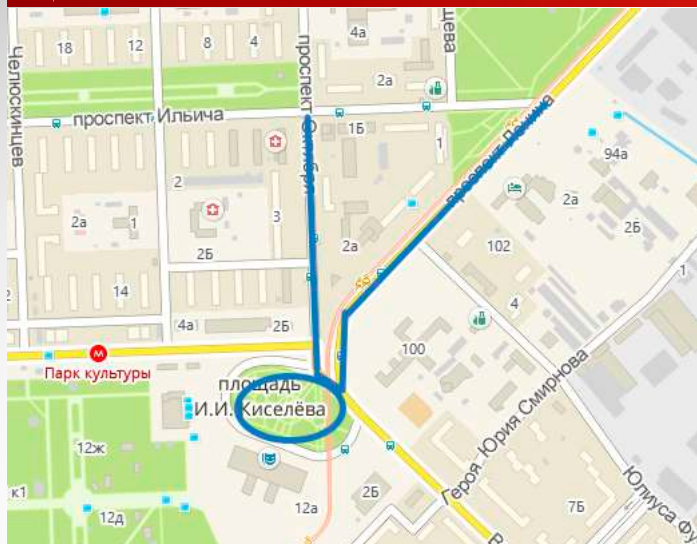 Челюскинцев
18
12
8
4
4а
2а
проспект Ильича
проспект Октября
1Б
1
проспект Ленина
94а
2а
2Б
102
4
1
2
3
2а
1
2Б
2а
14
4а
2Б
100
Парк культуры
площадь
И.И. Киселёва
Героя Юрия Смирнова
12ж
к1
12д
12а
2Б
7Б